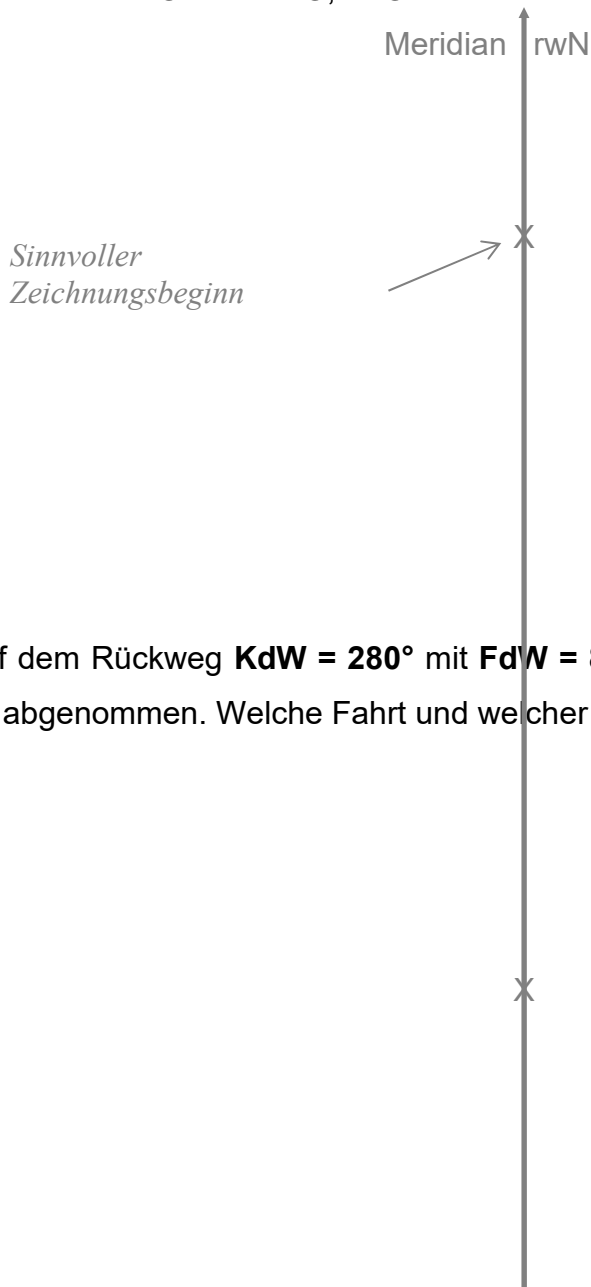 Meridian rwN
X
Sinnvoller
Zeichnungsbeginn
dem Rückweg KdW = 280° mit FdW =
abgenommen. Welche Fahrt und welcher
X